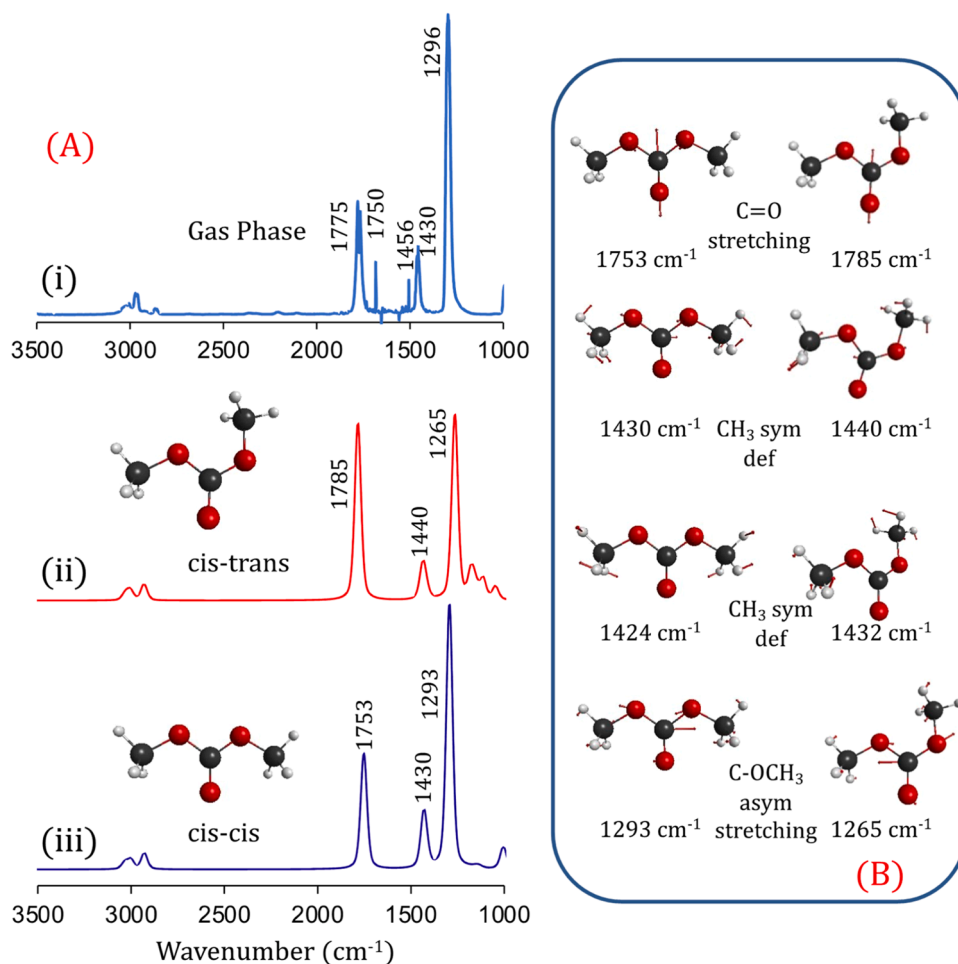 (A)
Gas Phase
(i)
1775
1750
1456
1430
1296
3500 3000 2500 2000 1500 1000
(ii)
cis-trans
1785
1440
1265
(iii)
cis-cis
1753
1430
1293
3500 3000 2500 2000 1500 1000
Wavenumber (cm⁻¹)
C=O
stretching
1753 cm⁻¹ 1785 cm⁻¹
1430 cm⁻¹ CH₃ sym 1440 cm⁻¹
def
CH₃ sym
1424 cm⁻¹ def 1432 cm⁻¹
C-OCH₃
asym
1293 cm⁻¹ stretching 1265 cm⁻¹
(B)